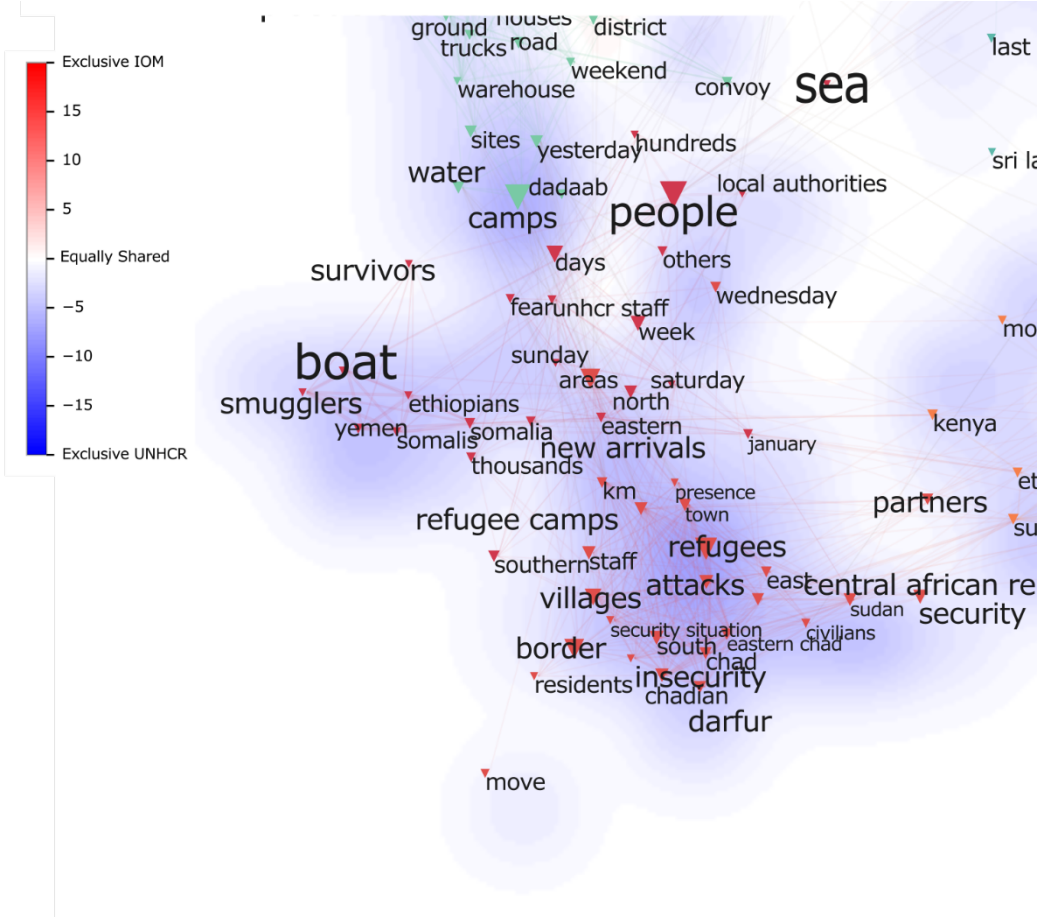 Exclusive IOM
15
10
5
Equally Shared
−5
−10
−15
Exclusive UNHCR
houses
ground
district
trucks
road
last
weekend
warehouse
convoy
sea
sites
yesterday
hundreds
sri la
water
dadaab
local authorities
camps
people
survivors
days
others
fear
unhcr staff
wednesday
week
mo
boat
sunday
areas
saturday
smugglers
ethiopians
north
yemen
somalis
somalia
eastern
kenya
new arrivals
january
thousands
km
presence
et
refugee camps
town
partners
su
southern
staff
refugees
villages
attacks
east
central african re
sudan
security
security situation
civilians
border
south
eastern chad
chad
residents
insecurity
chadian
darfur
move